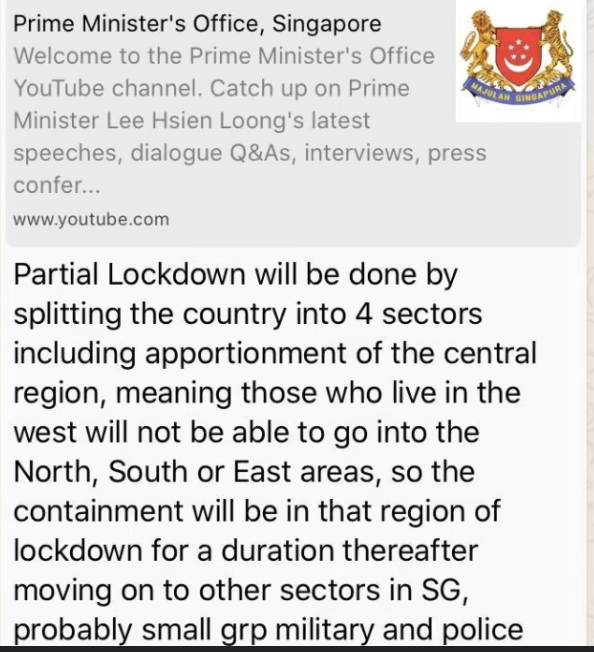 Prime Minister's Office, Singapore
Welcome to the Prime Minister's Office
YouTube channel. Catch up on Prime
Minister Lee Hsien Loong's latest
speeches, dialogue Q&As, interviews, press
confer...
www.youtube.com
MAJULAH SINGAPURA
Partial Lockdown will be done by
splitting the country into 4 sectors
including apportionment of the central
region, meaning those who live in the
west will not be able to go into the
North, South or East areas, so the
containment will be in that region of
lockdown for a duration thereafter
moving on to other sectors in SG,
probably small grp military and police